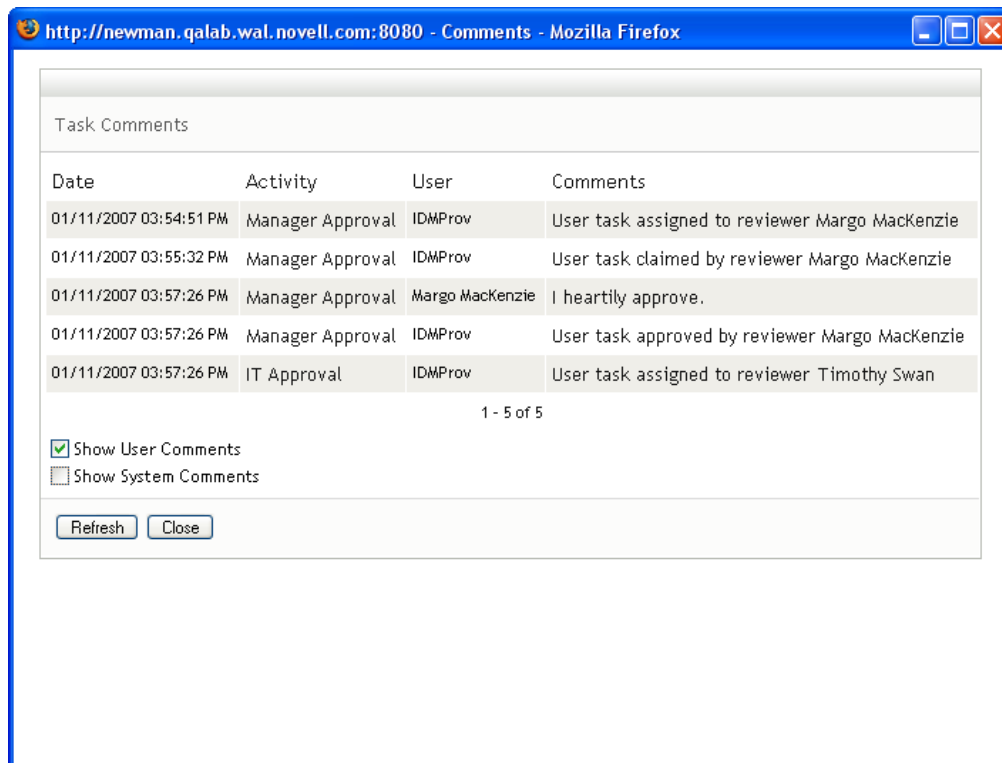 http://newman.qalab.wal.novell.com:8080 - Comments - Mozilla Firefox
Task Comments
Date Activity User Comments
01/11/2007 03:54:51 PM Manager Approval IDMProv User task assigned to reviewer Margo MacKenzie
01/11/2007 03:55:32 PM Manager Approval IDMProv User task claimed by reviewer Margo MacKenzie
01/11/2007 03:57:26 PM Manager Approval Margo MacKenzie I heartily approve.
01/11/2007 03:57:26 PM Manager Approval IDMProv User task approved by reviewer Margo MacKenzie
01/11/2007 03:57:26 PM IT Approval IDMProv User task assigned to reviewer Timothy Swan
1 - 5 of 5
Show User Comments
Show System Comments
Refresh Close